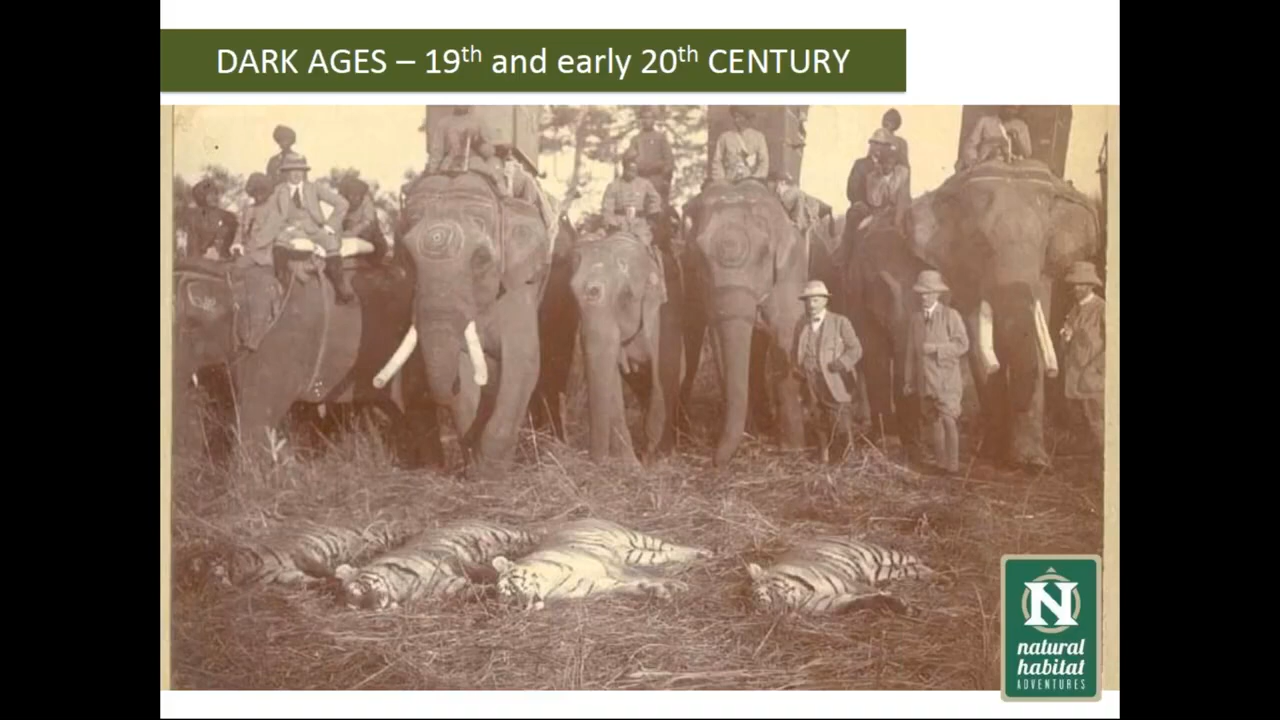 DARK AGES – 19th and early 20th CENTURY
N
natural
habitat
ADVENTURES